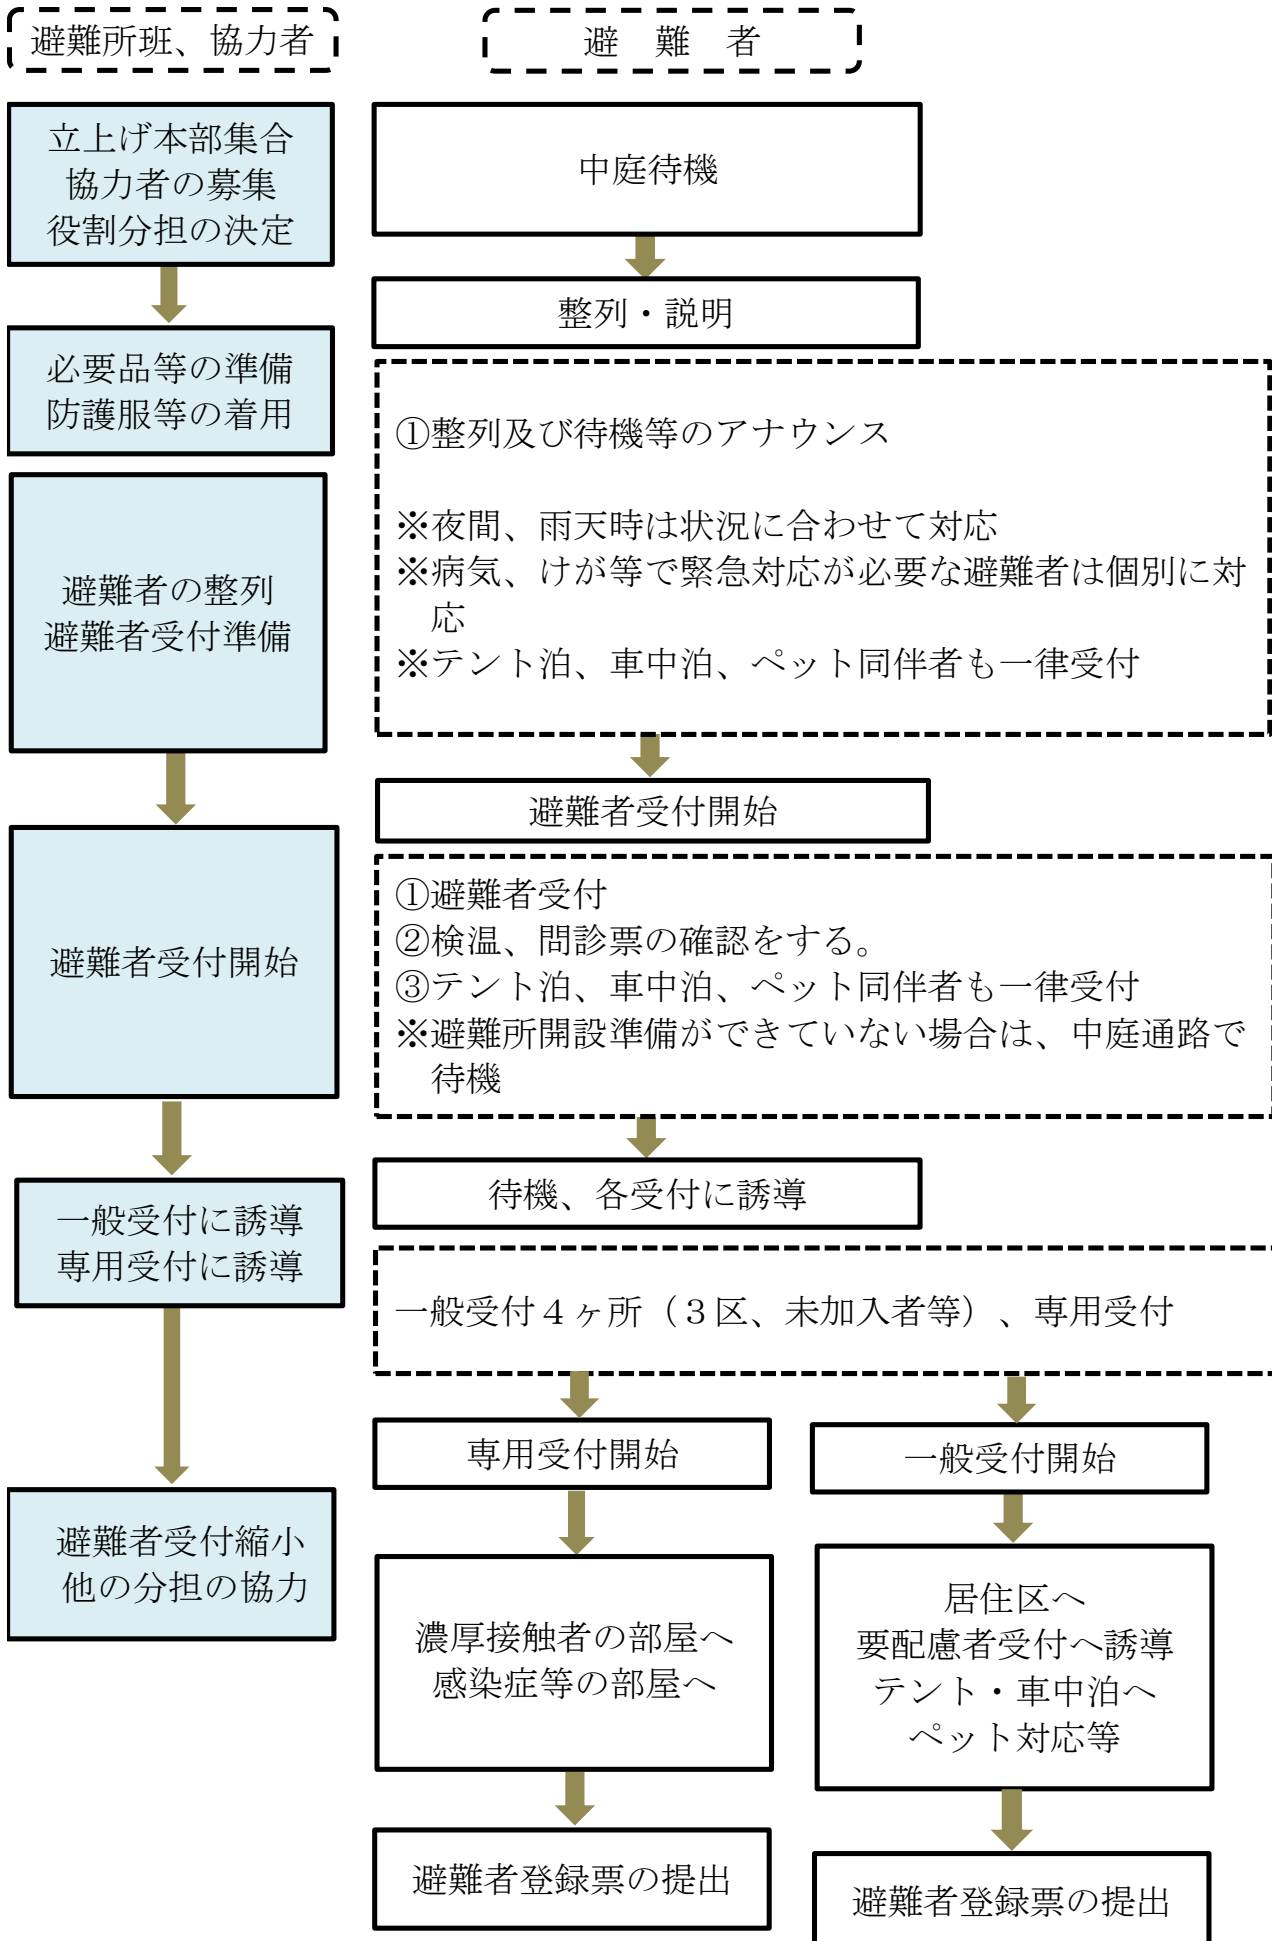 避難所班、協力者
避　難　者
立上げ本部集合
協力者の募集
役割分担の決定
中庭待機
整列・説明
必要品等の準備
防護服等の着用
①整列及び待機等のアナウンス
※夜間、雨天時は状況に合わせて対応
※病気、けが等で緊急対応が必要な避難者は個別に対
応
※テント泊、車中泊、ペット同伴者も一律受付
避難者の整列
避難者受付準備
避難者受付開始
避難者受付開始
①避難者受付
②検温、問診票の確認をする。
③テント泊、車中泊、ペット同伴者も一律受付
※避難所開設準備ができていない場合は、中庭通路で
待機
待機、各受付に誘導
一般受付に誘導
専用受付に誘導
一般受付４ヶ所（３区、未加入者等）、専用受付
専用受付開始
一般受付開始
避難者受付縮小
他の分担の協力
濃厚接触者の部屋へ
感染症等の部屋へ
居住区へ
要配慮者受付へ誘導
テント・車中泊へ
ペット対応等
避難者登録票の提出
避難者登録票の提出